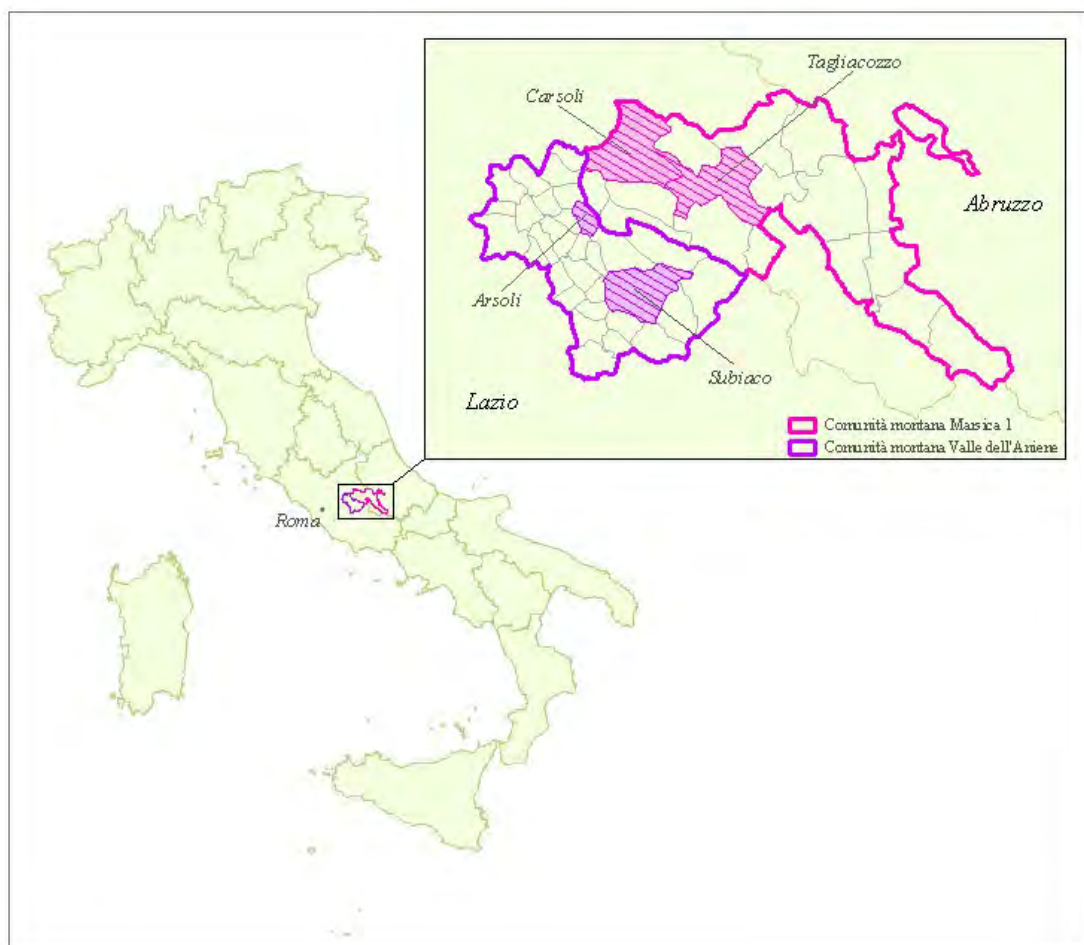 Tagliacozzo
Carsoli
Abruzzo
Arsoli
Subiaco
Lazio
Comunità montana Marsica 1
Comunità montana Valle dell'Aniene
Roma